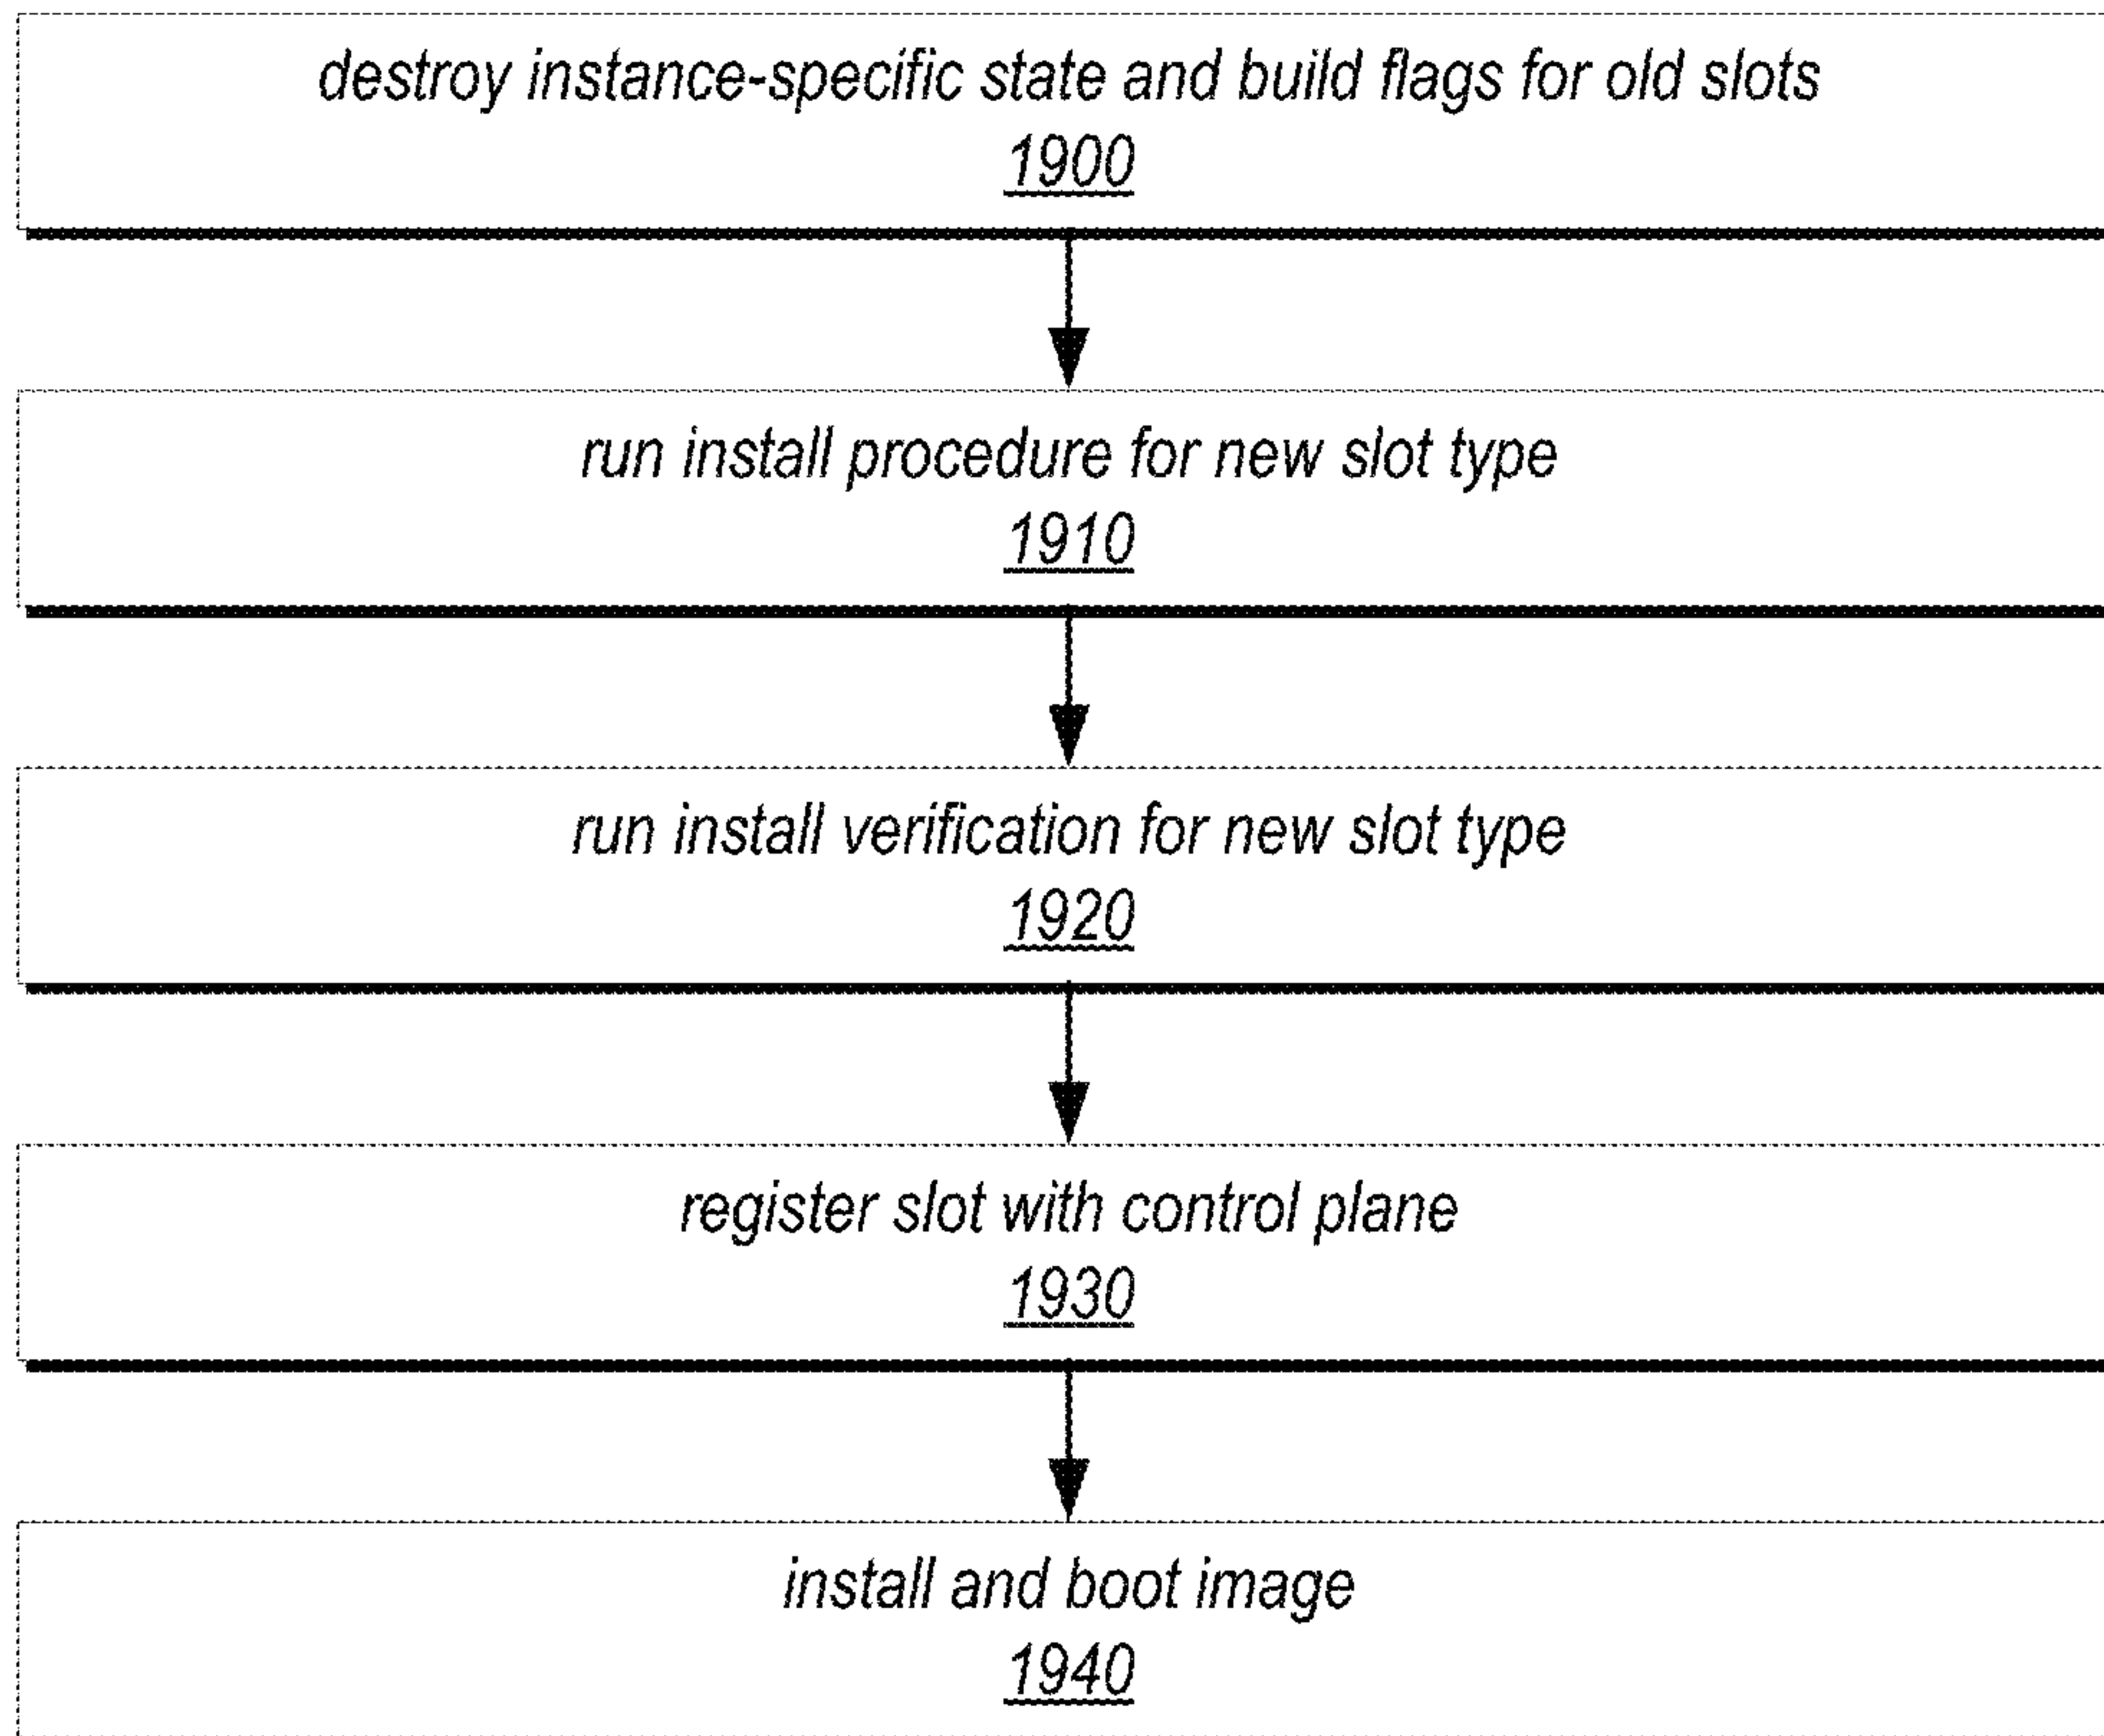 destroy instance-specific state and build flags for old slots
1900
run install procedure for new slot type
1910
run install verification for new slot type
1920
register slot with control plane
1930
install and boot image
1940